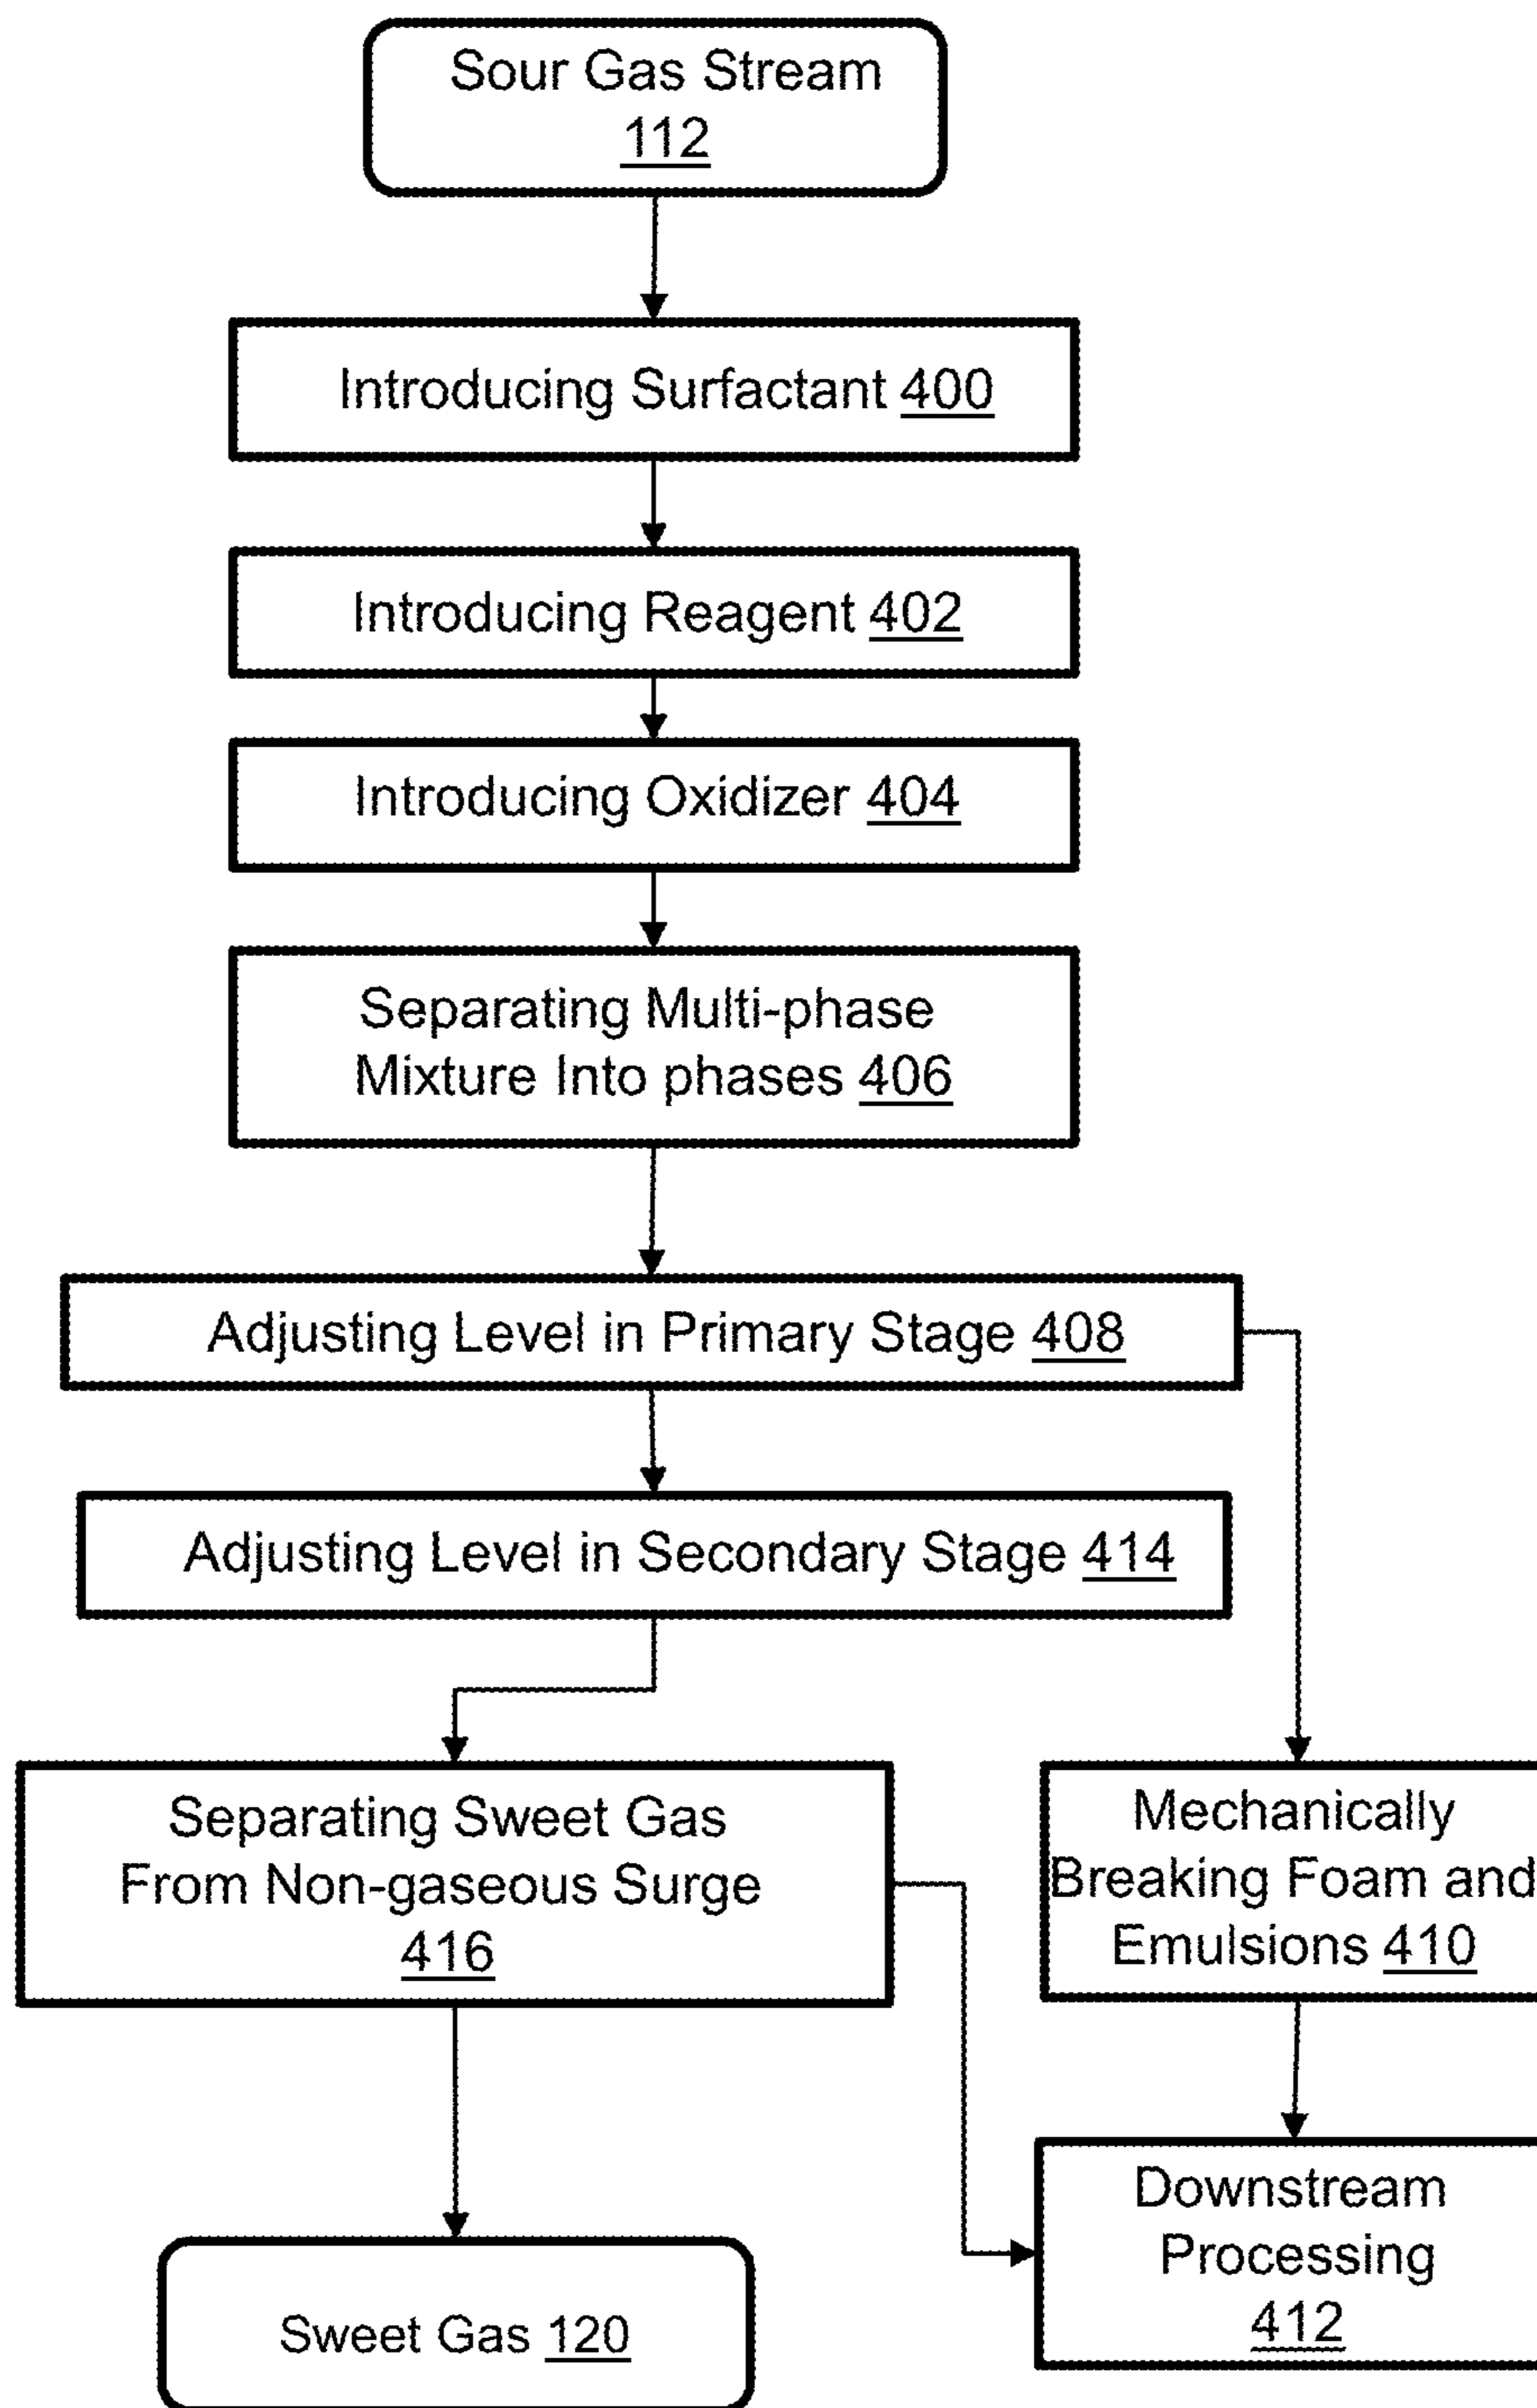 Sour Gas Stream
112
Introducing Surfactant 400
Introducing Reagent 402
Introducing Oxidizer 404
Separating Multi-phase
Mixture Into phases 406
Adjusting Level in Primary Stage 408
Adjusting Level in Secondary Stage 414
Separating Sweet Gas
From Non-gaseous Surge
416
Mechanically
Breaking Foam and
Emulsions 410
Downstream
Processing
412
Sweet Gas 120